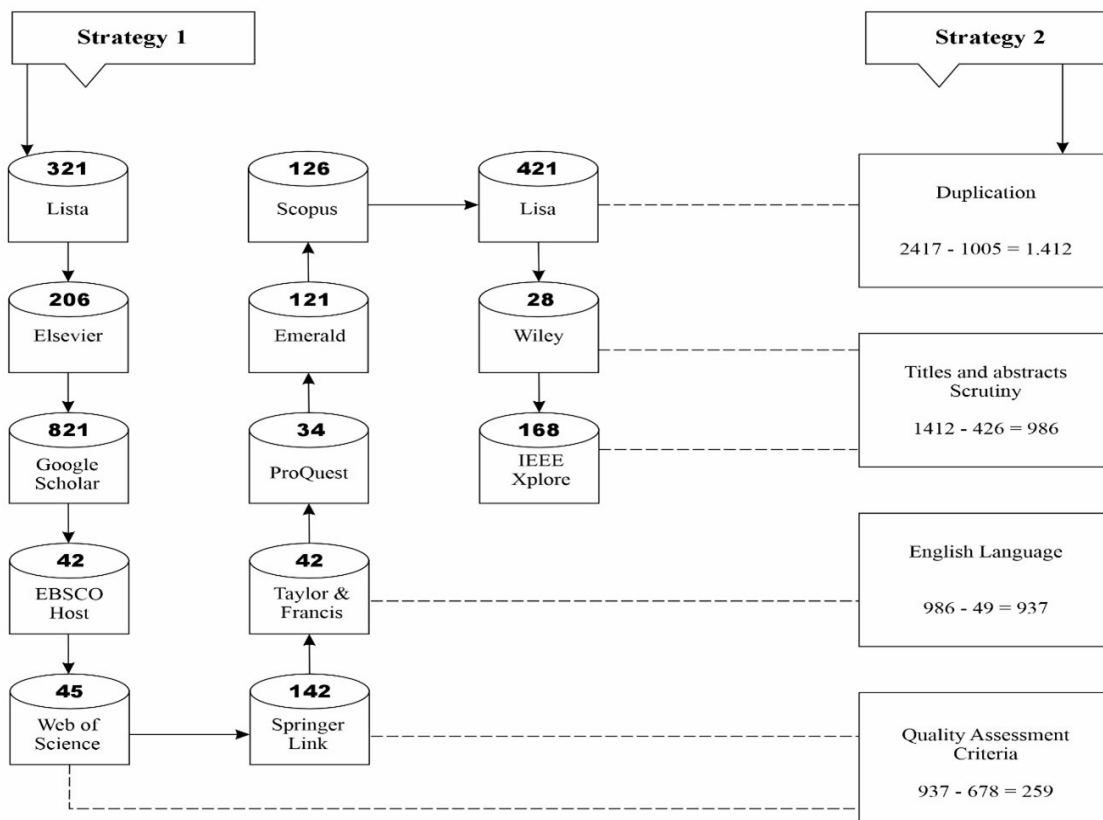 Strategy 1
Strategy 2
321
Lista
206
Elsevier
821
Google
Scholar
42
EBSCO
Host
45
Web of
Science
142
Springer
Link
42
Taylor &
Francis
34
ProQuest
121
Emerald
126
Scopus
421
Lisa
28
Wiley
168
IEEE
Xplore
Duplication
2417 - 1005 = 1.412
Titles and abstracts
Scrutiny
1412 - 426 = 986
English Language
986 - 49 = 937
Quality Assessment
Criteria
937 - 678 = 259